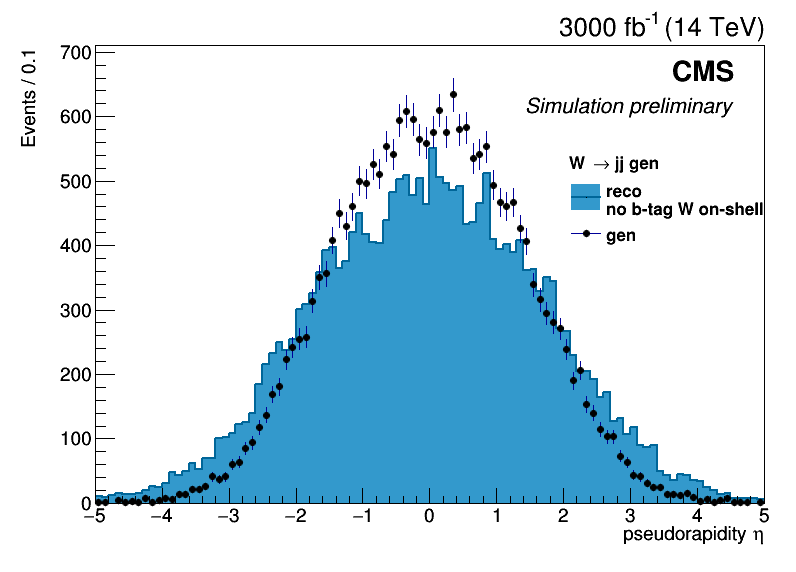 3000 fb-1 (14 TeV)
Events / 0.1
CMS
Simulation preliminary
W → jj gen
reco
no b-tag W on-shell
gen
700
600
500
400
300
200
100
0
−5 −4 −3 −2 −1 0 1 2 3 4 5
pseudorapidity η